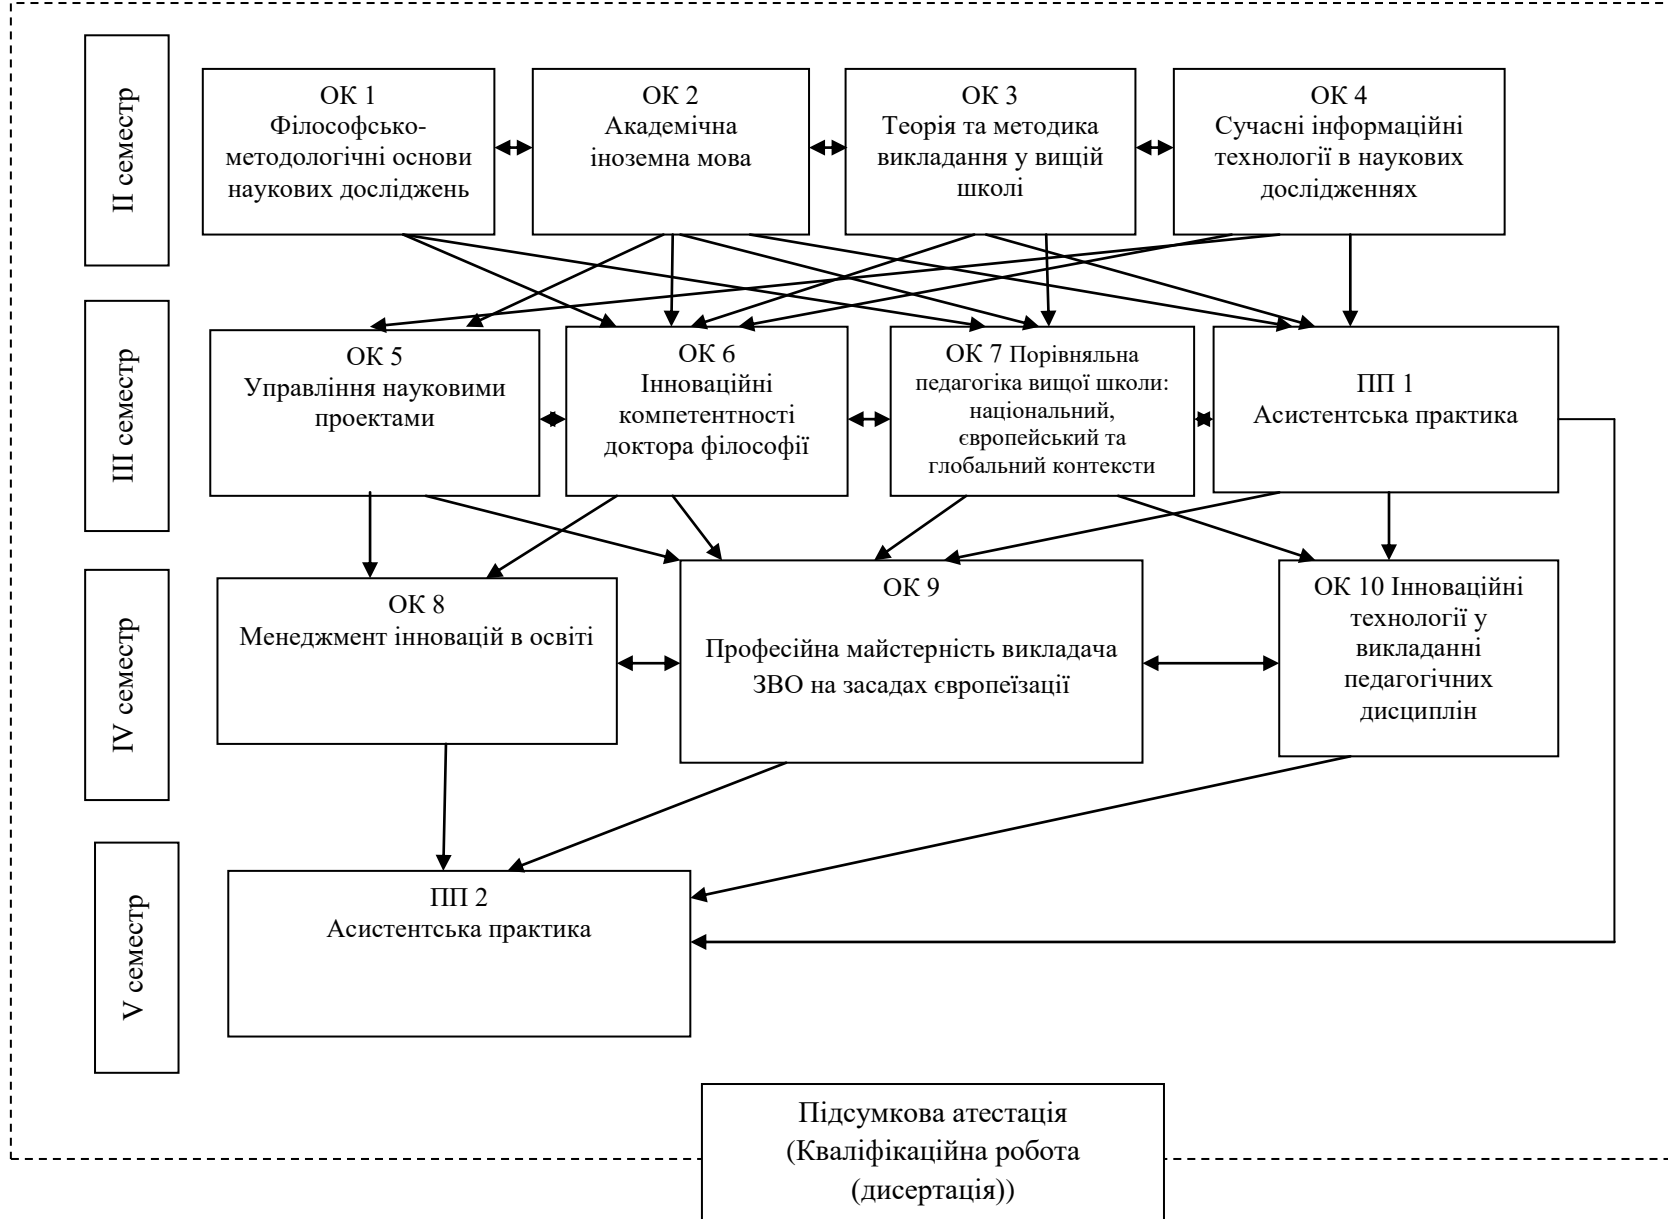 II семестр
ОК 1
Філософсько-
методологічні основи
наукових досліджень
ОК 2
Академічна
іноземна мова
ОК 3
Теорія та методика
викладання у вищій
школі
ОК 4
Сучасні інформаційні
технології в наукових
дослідженнях
III семестр
ОК 5
Управління науковими
проектами
ОК 6
Інноваційні
компетентності
доктора філософії
ОК 7 Порівняльна
педагогіка вищої школи:
національний,
європейський та
глобальний контексти
ПП 1
Асистентська практика
IV семестр
ОК 8
Менеджмент інновацій в освіті
ОК 9
Професійна майстерність викладача
ЗВО на засадах європеїзації
ОК 10 Інноваційні
технології у
викладанні
педагогічних
дисциплін
V семестр
ПП 2
Асистентська практика
Підсумкова атестація
(Кваліфікаційна робота
(дисертація))